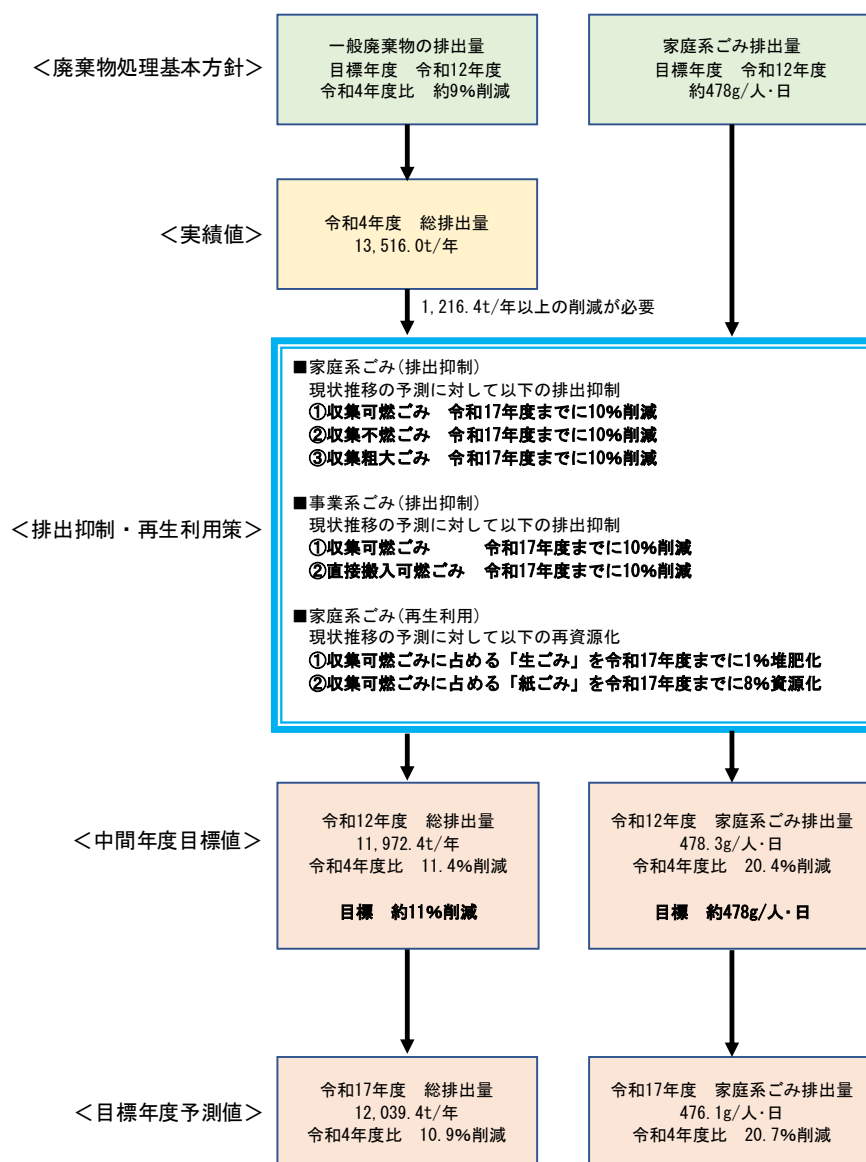 ＜廃棄物処理基本方針＞
一般廃棄物の排出量
目標年度　令和12年度
令和4年度比　約9%削減
家庭系ごみ排出量
目標年度　令和12年度
約478g/人・日
＜実績値＞
令和4年度　総排出量
13,516.0t/年
1,216.4t/年以上の削減が必要
＜排出抑制・再生利用策＞
■家庭系ごみ(排出抑制)
現状推移の予測に対して以下の排出抑制
①収集可燃ごみ　令和17年度までに10%削減
②収集不燃ごみ　令和17年度までに10%削減
③収集粗大ごみ　令和17年度までに10%削減
■事業系ごみ(排出抑制)
現状推移の予測に対して以下の排出抑制
①収集可燃ごみ　　　令和17年度までに10%削減
②直接搬入可燃ごみ　令和17年度までに10%削減
■家庭系ごみ(再生利用)
現状推移の予測に対して以下の再資源化
①収集可燃ごみに占める「生ごみ」を令和17年度までに1%堆肥化
②収集可燃ごみに占める「紙ごみ」を令和17年度までに8%資源化
＜中間年度目標値＞
令和12年度　総排出量
11,972.4t/年
令和4年度比　11.4%削減
目標　約11%削減
令和12年度　家庭系ごみ排出量
478.3g/人・日
令和4年度比　20.4%削減
目標　約478g/人・日
＜目標年度予測値＞
令和17年度　総排出量
12,039.4t/年
令和4年度比　10.9%削減
令和17年度　家庭系ごみ排出量
476.1g/人・日
令和4年度比　20.7%削減